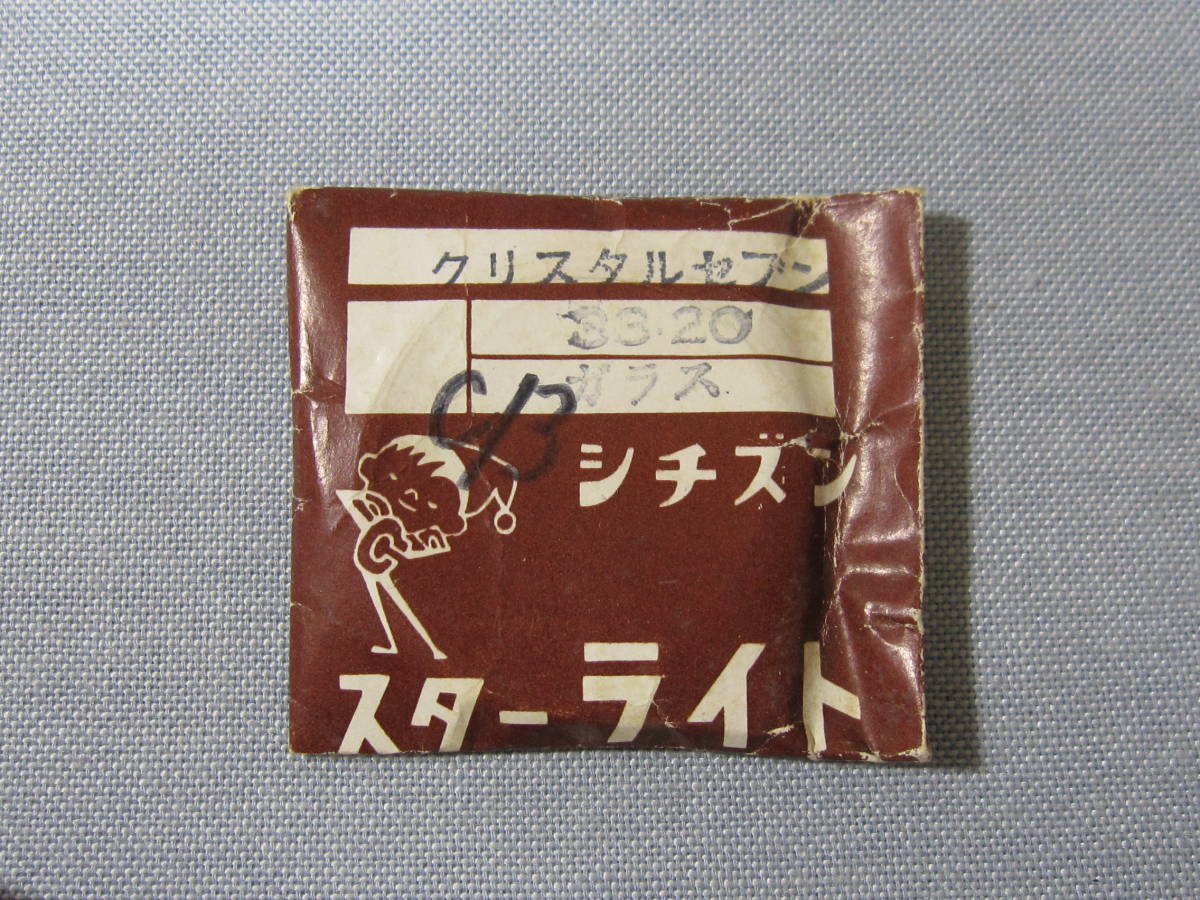 クリスタルセブン
33.20
ガラス
シチズン
スターライト